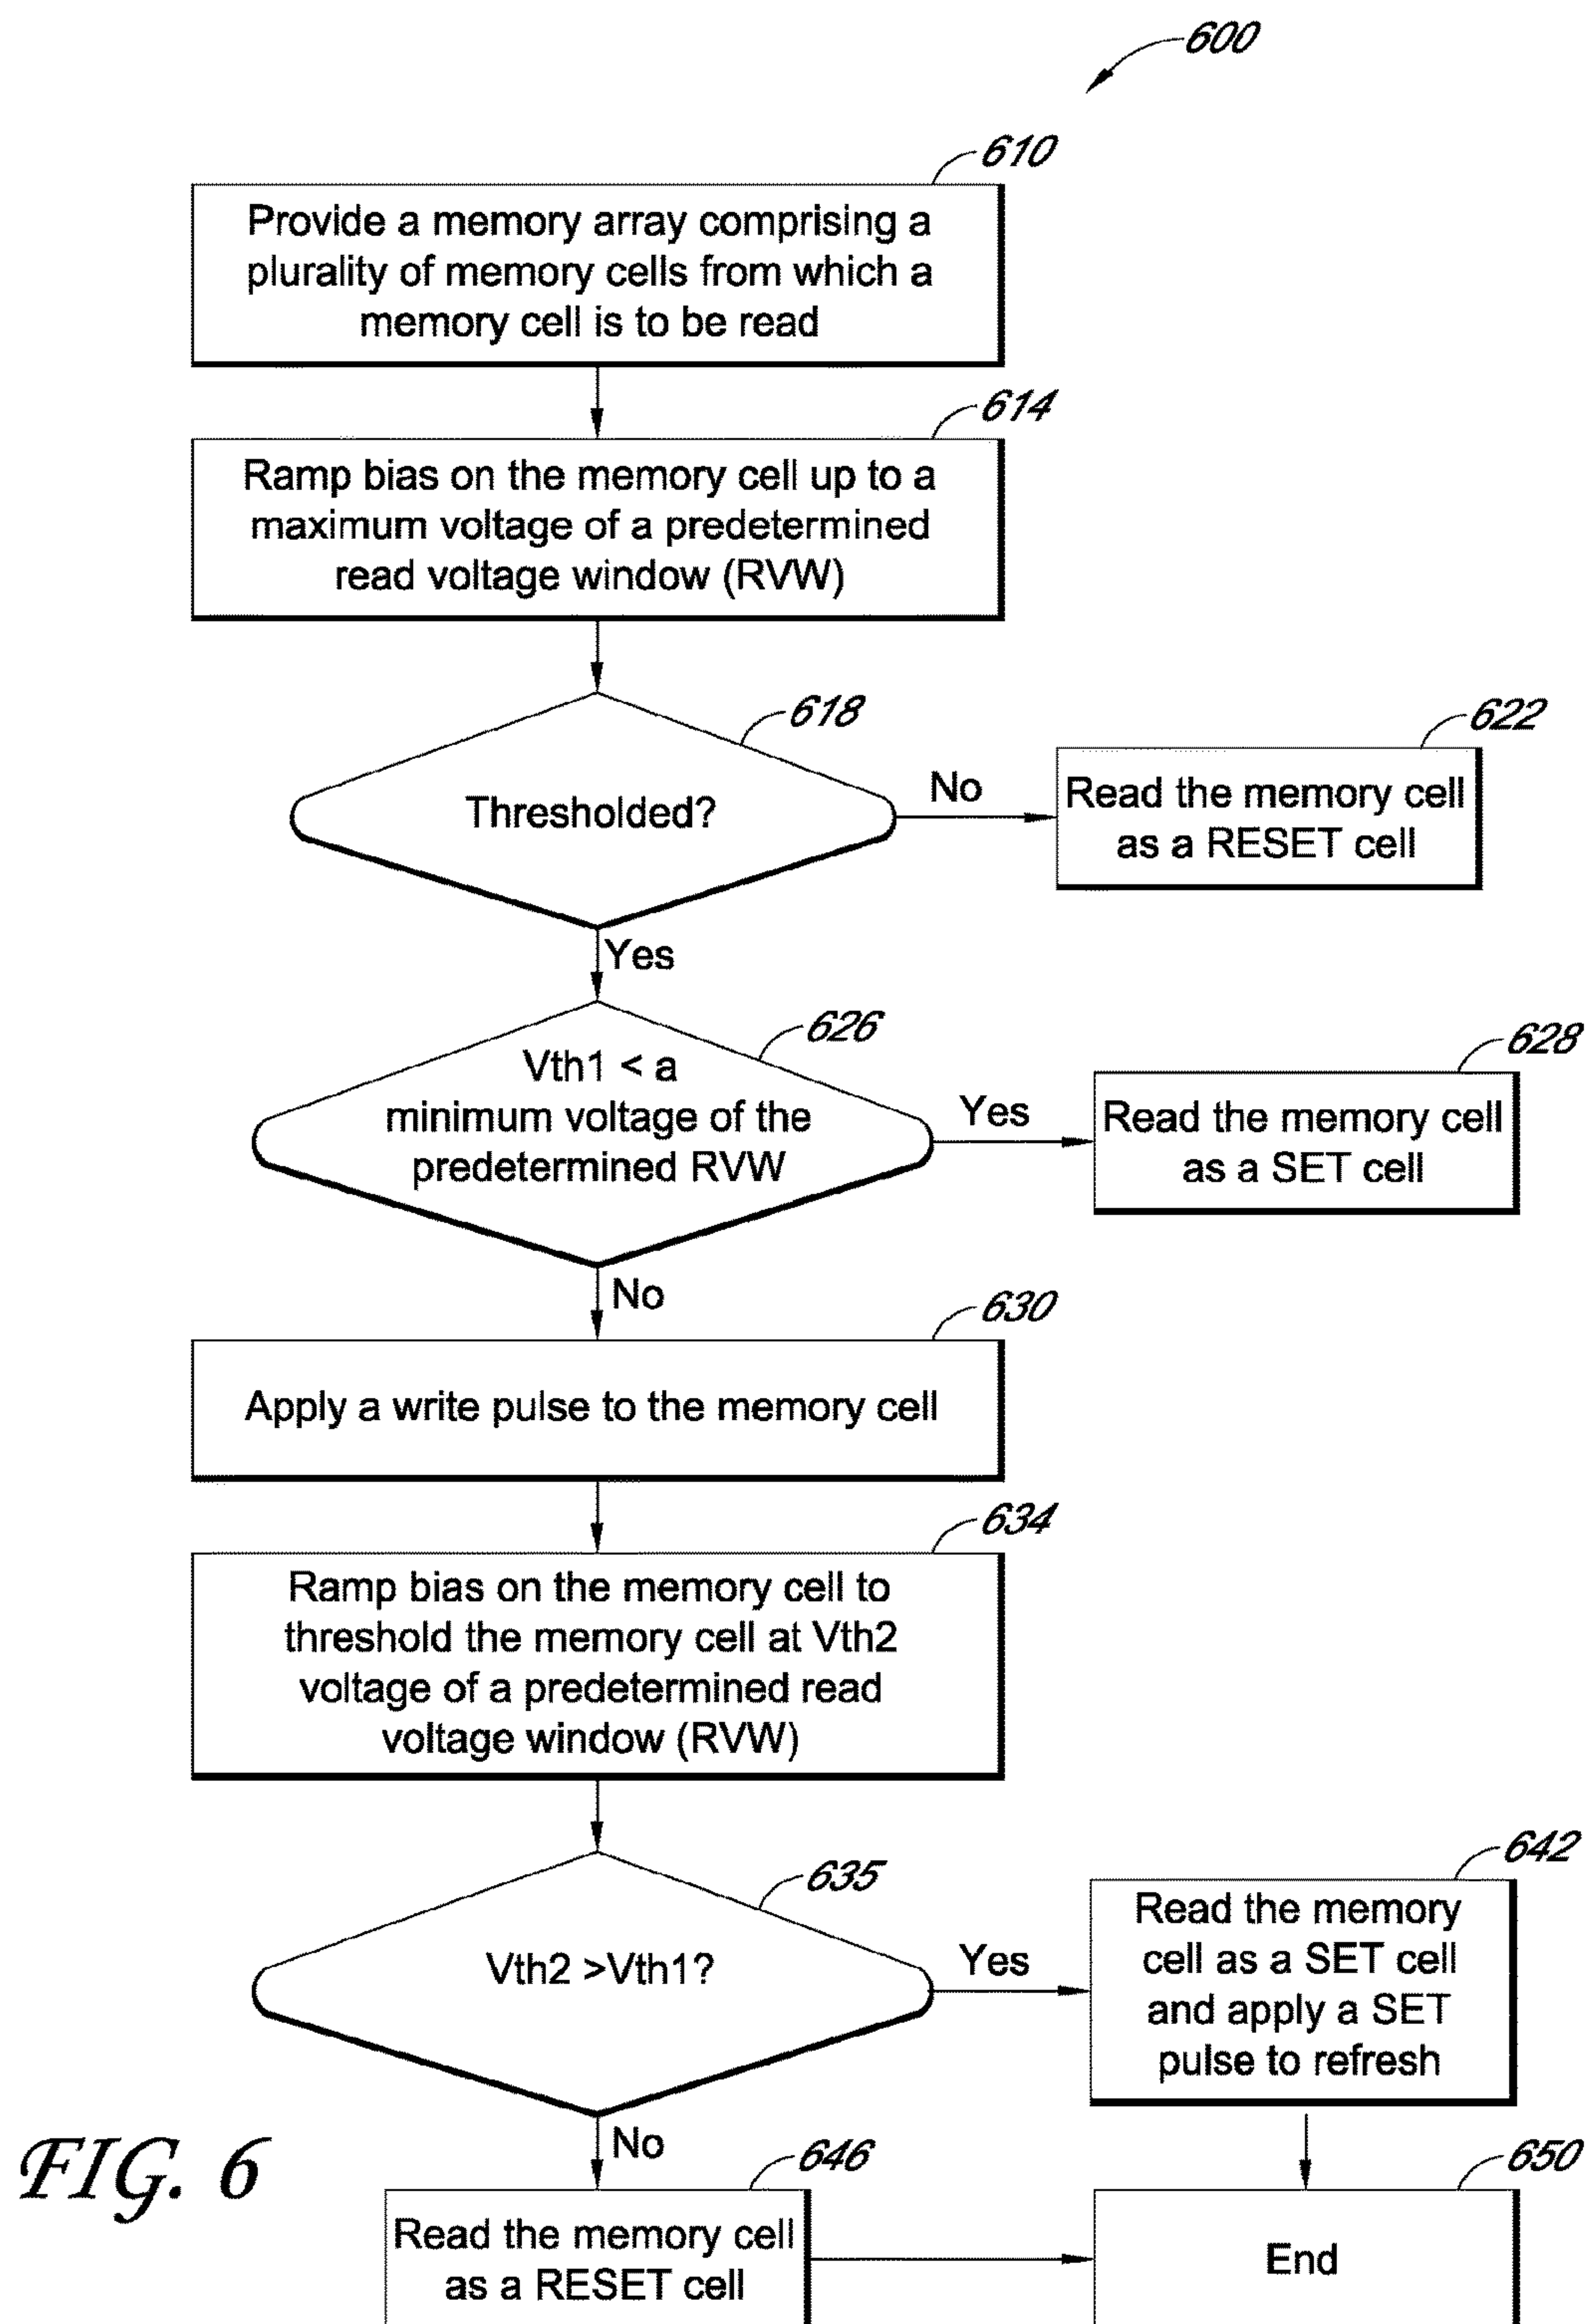 600
610
Provide a memory array comprising a
plurality of memory cells from which a
memory cell is to be read
614
Ramp bias on the memory cell up to a
maximum voltage of a predetermined
read voltage window (RVW)
618
Thresholded?
No
622
Read the memory cell
as a RESET cell
Yes
626
Vth1 < a
minimum voltage of the
predetermined RVW
Yes
628
Read the memory cell
as a SET cell
No
630
Apply a write pulse to the memory cell
634
Ramp bias on the memory cell to
threshold the memory cell at Vth2
voltage of a predetermined read
voltage window (RVW)
635
Vth2 >Vth1?
Yes
642
Read the memory
cell as a SET cell
and apply a SET
pulse to refresh
No
646
Read the memory cell
as a RESET cell
650
End
FIG. 6